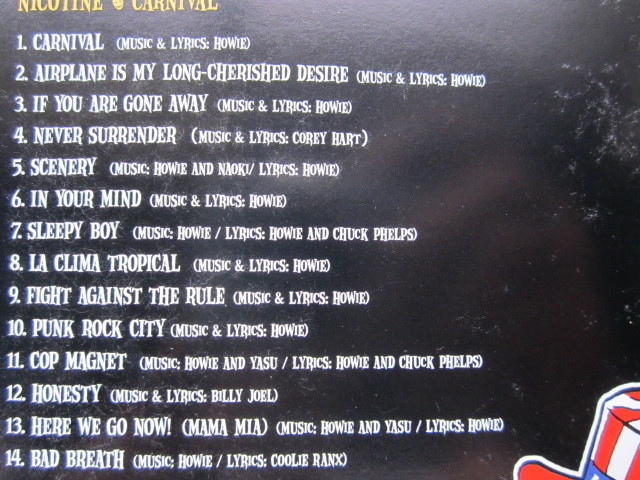 NICOTINE CARNIVAL
1. CARNIVAL (MUSIC & LYRICS: HOWIE)
2. AIRPLANE IS MY LONG-CHERISHED DESIRE (MUSIC & LYRICS: HOWIE)
3. IF YOU ARE GONE AWAY (MUSIC & LYRICS: HOWIE)
4. NEVER SURRENDER (MUSIC & LYRICS: COREY HART)
5. SCENERY (MUSIC: HOWIE AND NAOKI/ LYRICS: HOWIE)
6. IN YOUR MIND (MUSIC & LYRICS: HOWIE)
7. SLEEPY BOY (MUSIC: HOWIE / LYRICS: HOWIE AND CHUCK PHELPS)
8. LA CLIMA TROPICAL (MUSIC & LYRICS: HOWIE)
9. FIGHT AGAINST THE RULE (MUSIC & LYRICS: HOWIE)
10. PUNK ROCK CITY (MUSIC & LYRICS: HOWIE)
11. COP MAGNET (MUSIC; HOWIE AND YASU / LYRICS: HOWIE AND CHUCK PHELPS)
12. HONESTY (MUSIC & LYRICS: BILLY JOEL)
13. HERE WE GO NOW! (MAMA MIA) (MUSIC: HOWIE AND YASU / LYRICS: HOWIE)
14. BAD BREATH (MUSIC; HOWIE / LYRICS: COOLIE RANX)